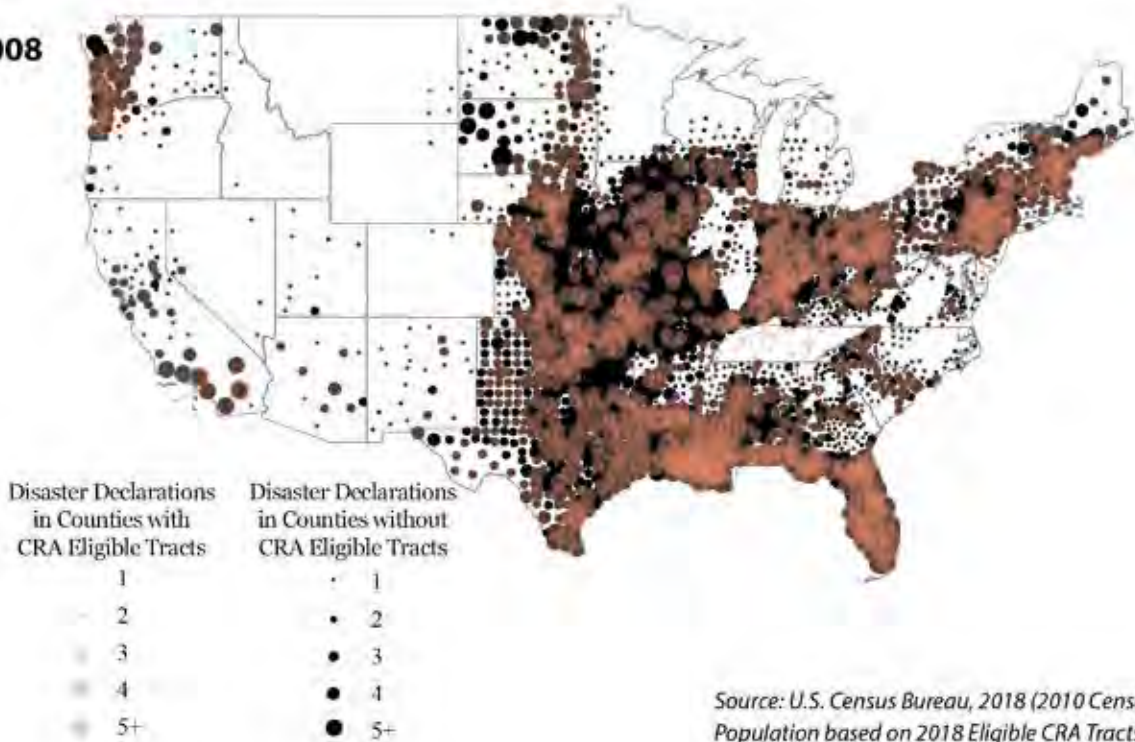 008
Disaster Declarations
in Counties with
CRA Eligible Tracts
1
2
3
4
5+
Disaster Declarations
in Counties without
CRA Eligible Tracts
1
2
3
4
5+
Source: U.S. Census Bureau, 2018 (2010 Cens
Population based on 2018 Eligible CRA Tract